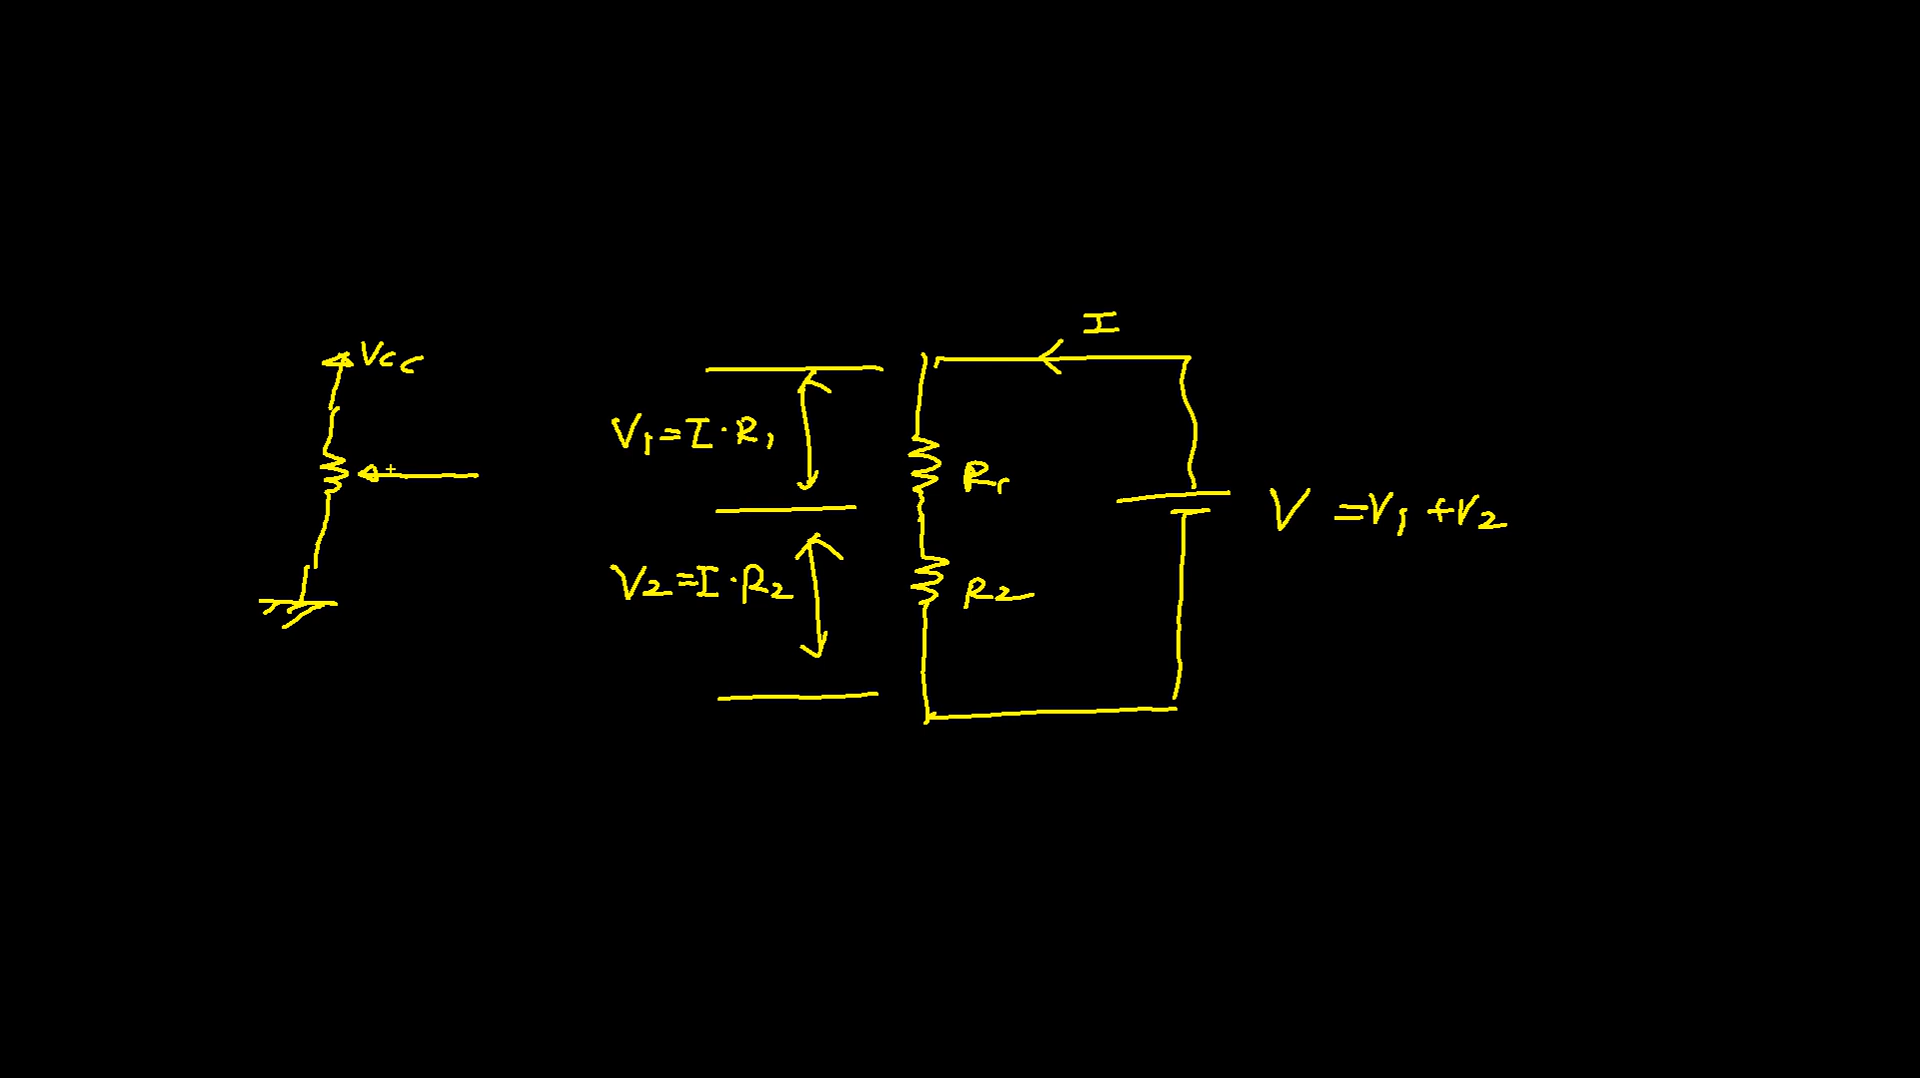 I
Vcc
V₁=I·R₁
R₁
V=V₁+V₂
V₂=I·R₂
R₂